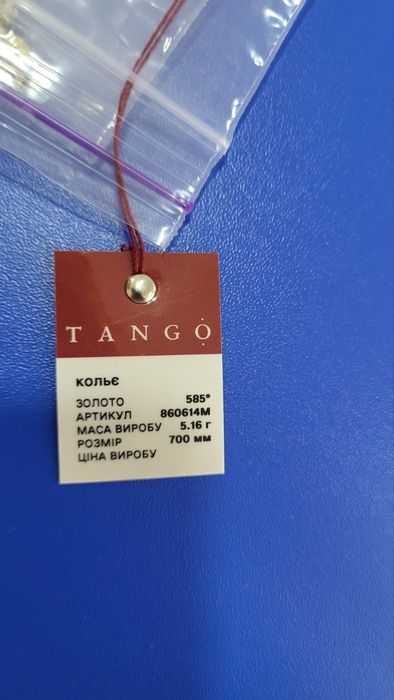 TANGO
КОЛЬЄ
ЗОЛОТО 585°
АРТИКУЛ 860614М
МАСА ВИРОБУ 5.16 г
РОЗМІР 700 мм
ЦІНА ВИРОБУ